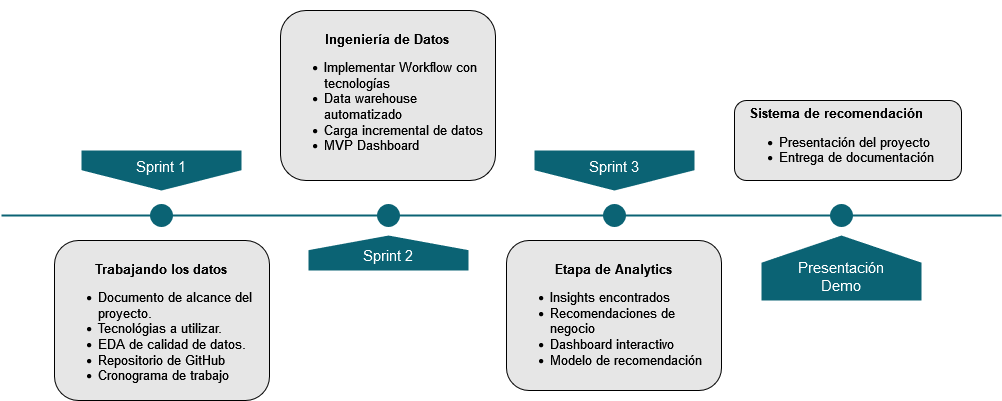 Sprint 1
Trabajando los datos
• Documento de alcance del
proyecto.
• Tecnológias a utilizar.
• EDA de calidad de datos.
• Repositorio de GitHub
• Cronograma de trabajo
Ingeniería de Datos
• Implementar Workflow con
tecnologías
• Data warehouse
automatizado
• Carga incremental de datos
• MVP Dashboard
Sprint 2
Sprint 3
Etapa de Analytics
• Insights encontrados
• Recomendaciones de
negocio
• Dashboard interactivo
• Modelo de recomendación
Sistema de recomendación
• Presentación del proyecto
• Entrega de documentación
Presentación
Demo